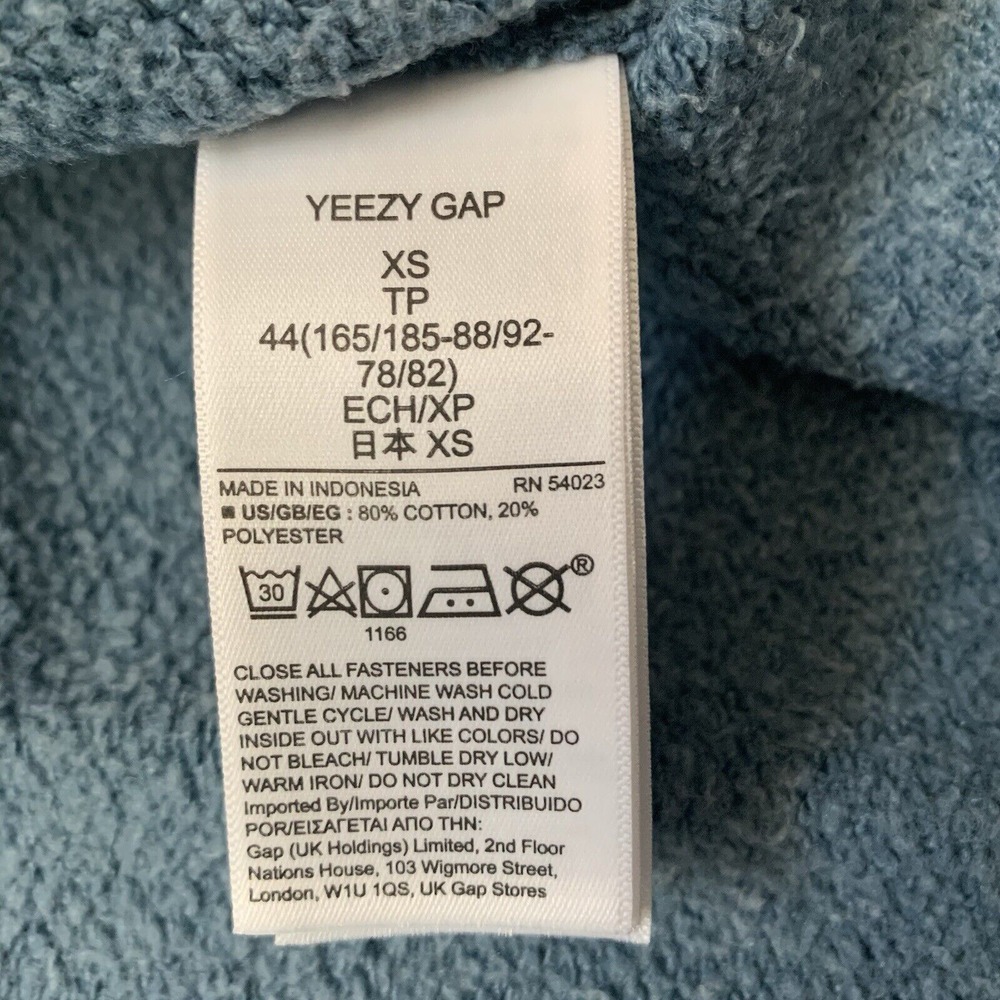 YEEZY GAP
XS
TP
44(165/185-88/92-
78/82)
ECH/XP
日本 XS
MADE IN INDONESIA RN 54023
■ US/GB/EG : 80% COTTON, 20%
POLYESTER
30 ®
1166
CLOSE ALL FASTENERS BEFORE
WASHING/ MACHINE WASH COLD
GENTLE CYCLE/ WASH AND DRY
INSIDE OUT WITH LIKE COLORS/ DO
NOT BLEACH/ TUMBLE DRY LOW/
WARM IRON/ DO NOT DRY CLEAN
Imported By/Importe Par/DISTRIBUIDO
POR/ΕΙΣΑΓΕΤΑΙ ΑΠΟ ΤΗΝ:
Gap (UK Holdings) Limited, 2nd Floor
Nations House, 103 Wigmore Street,
London, W1U 1QS, UK Gap Stores